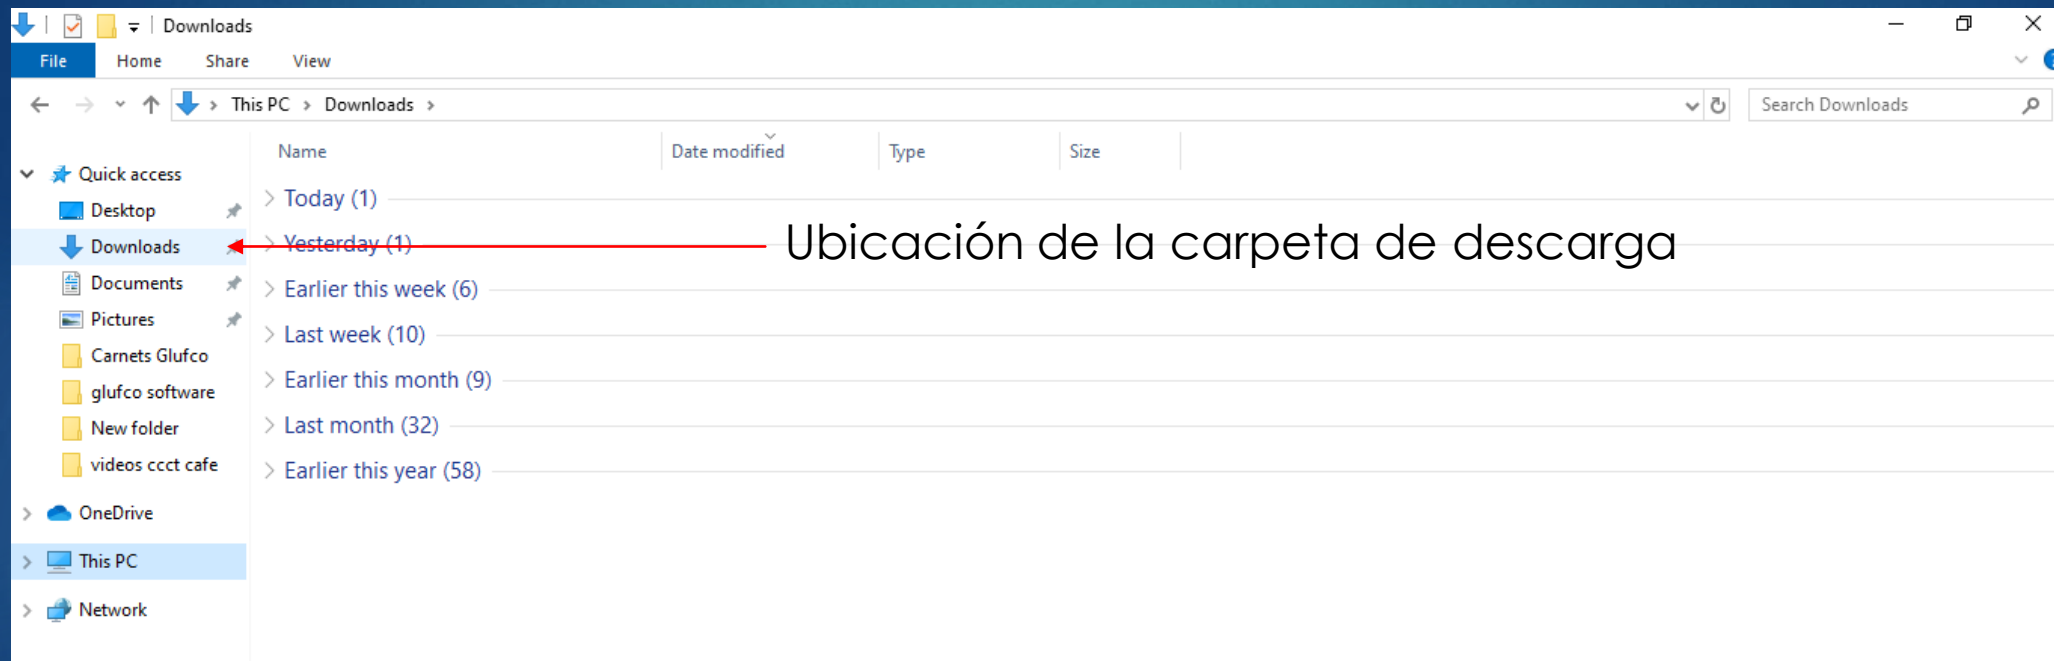 Downloads
File Home Share View
This PC > Downloads >
Search Downloads
Name Date modified Type Size
Quick access
Desktop
Downloads
Documents
Pictures
Carnets Glufco
glufco software
New folder
videos ccct cafe
OneDrive
This PC
Network
Today (1)
Yesterday (1)
Earlier this week (6)
Last week (10)
Earlier this month (9)
Last month (32)
Earlier this year (58)
Ubicación de la carpeta de descarga